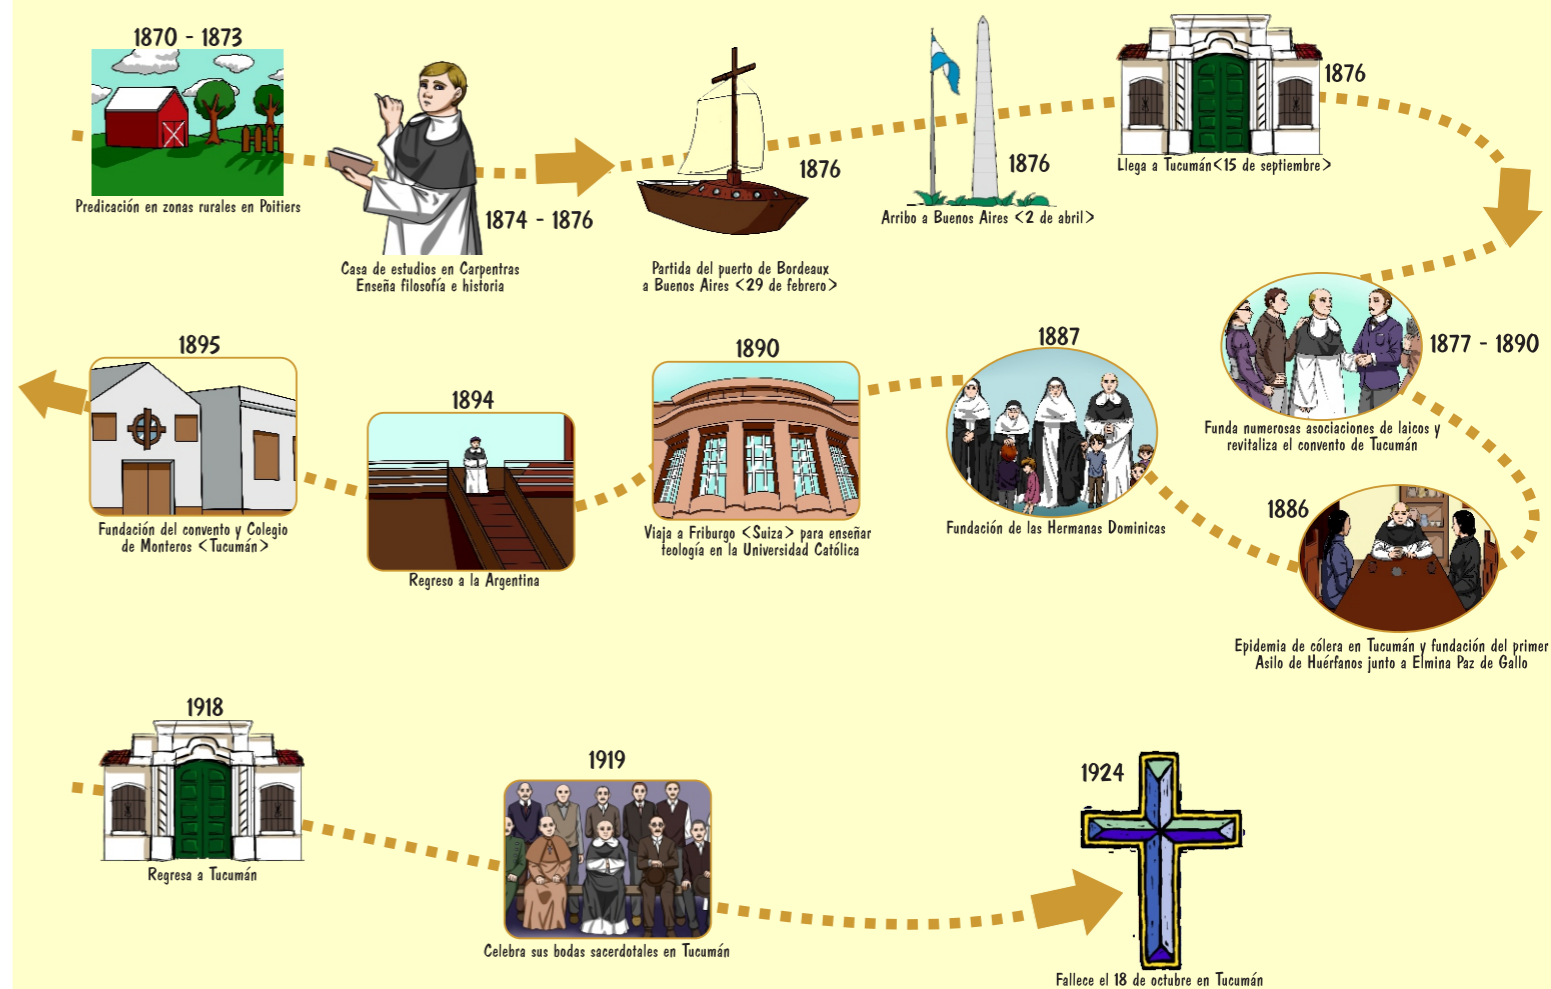 1870 - 1873
Predicación en zonas rurales en Poitiers
1874 - 1876
Casa de estudios en Carpentras
Enseña filosofía e historia
1876
Partida del puerto de Bordeaux
a Buenos Aires <29 de febrero>
1876
Arribo a Buenos Aires <2 de abril>
1876
Llega a Tucumán<15 de septiembre>
1877 - 1890
Funda numerosas asociaciones de laicos y
revitaliza el convento de Tucumán
1886
Epidemia de cólera en Tucumán y fundación del primer
Asilo de Huérfanos junto a Elmina Paz de Gallo
1887
Fundación de las Hermanas Dominicas
1890
Viaja a Friburgo <Suiza> para enseñar
teología en la Universidad Católica
1894
Regreso a la Argentina
1895
Fundación del convento y Colegio
de Monteros <Tucumán>
1918
Regresa a Tucumán
1919
Celebra sus bodas sacerdotales en Tucumán
1924
Fallece el 18 de octubre en Tucumán